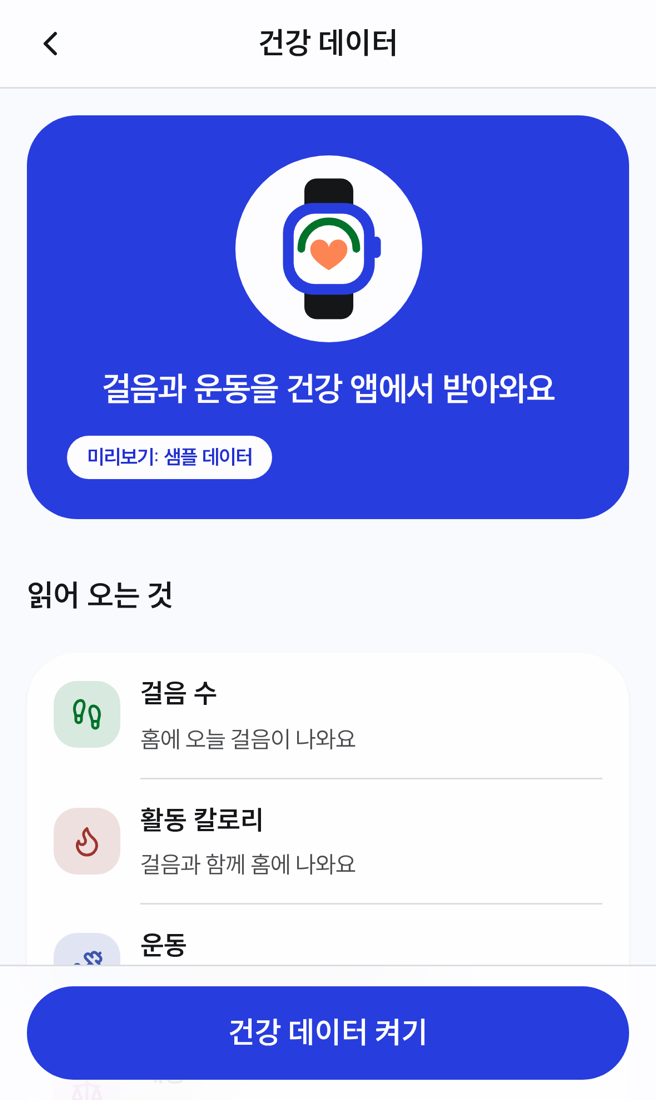 건강 데이터
걸음과 운동을 건강 앱에서 받아와요
미리보기: 샘플 데이터
읽어 오는 것
걸음 수
홈에 오늘 걸음이 나와요
활동 칼로리
걸음과 함께 홈에 나와요
운동
건강 데이터 켜기